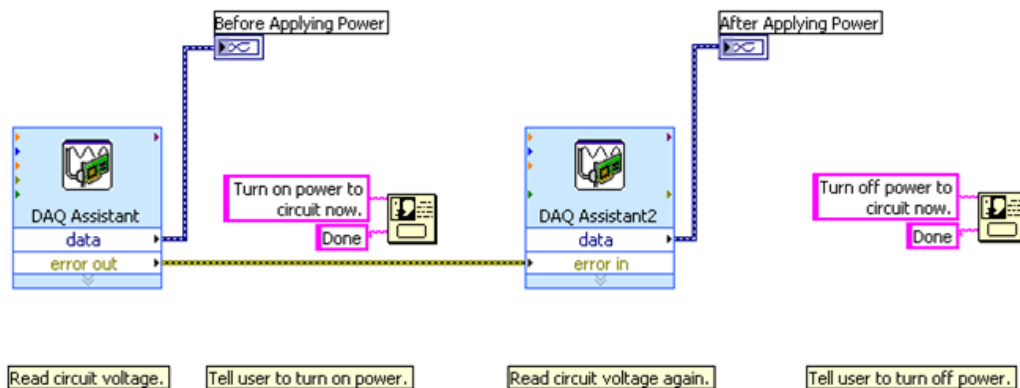 Before Applying Power
After Applying Power
Turn on power to
circuit now.
Done
Turn off power to
circuit now.
Done
DAQ Assistant
data
error out
DAQ Assistant2
data
error in
Read circuit voltage.
Tell user to turn on power.
Read circuit voltage again.
Tell user to turn off power.